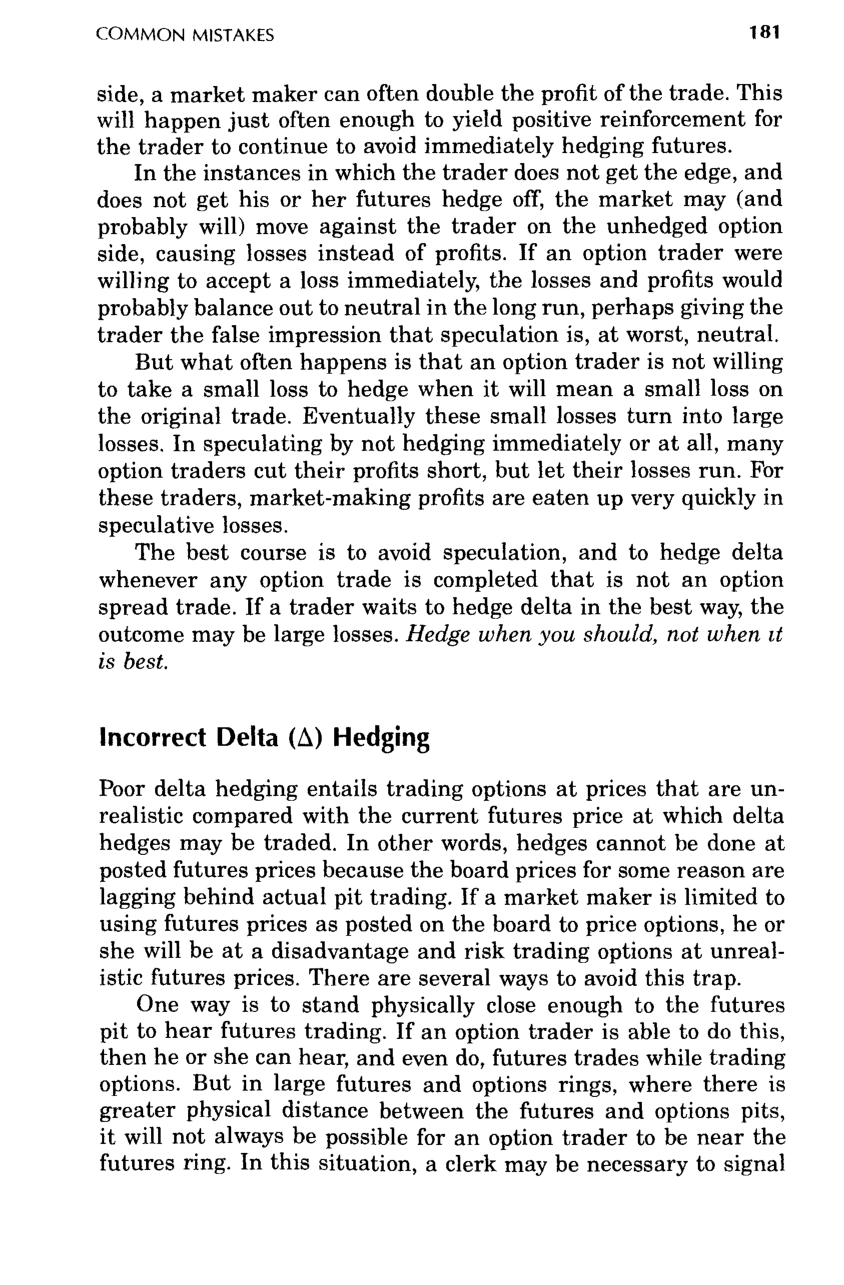 COMMON MISTAKES 181
side, a market maker can often double the profit of the trade. This
will happen just often enough to yield positive reinforcement for
the trader to continue to avoid immediately hedging futures.
In the instances in which the trader does not get the edge, and
does not get his or her futures hedge off, the market may (and
probably will) move against the trader on the unhedged option
side, causing losses instead of profits. If an option trader were
willing to accept a loss immediately, the losses and profits would
probably balance out to neutral in the long run, perhaps giving the
trader the false impression that speculation is, at worst, neutral.
But what often happens is that an option trader is not willing
to take a small loss to hedge when it will mean a small loss on
the original trade. Eventually these small losses turn into large
losses. In speculating by not hedging immediately or at all, many
option traders cut their profits short, but let their losses run. For
these traders, market-making profits are eaten up very quickly in
speculative losses.
The best course is to avoid speculation, and to hedge delta
whenever any option trade is completed that is not an option
spread trade. If a trader waits to hedge delta in the best way, the
outcome may be large losses. Hedge when you should, not when it
is best.
Incorrect Delta (Δ) Hedging
Poor delta hedging entails trading options at prices that are un-
realistic compared with the current futures price at which delta
hedges may be traded. In other words, hedges cannot be done at
posted futures prices because the board prices for some reason are
lagging behind actual pit trading. If a market maker is limited to
using futures prices as posted on the board to price options, he or
she will be at a disadvantage and risk trading options at unreal-
istic futures prices. There are several ways to avoid this trap.
One way is to stand physically close enough to the futures
pit to hear futures trading. If an option trader is able to do this,
then he or she can hear, and even do, futures trades while trading
options. But in large futures and options rings, where there is
greater physical distance between the futures and options pits,
it will not always be possible for an option trader to be near the
futures ring. In this situation, a clerk may be necessary to signal